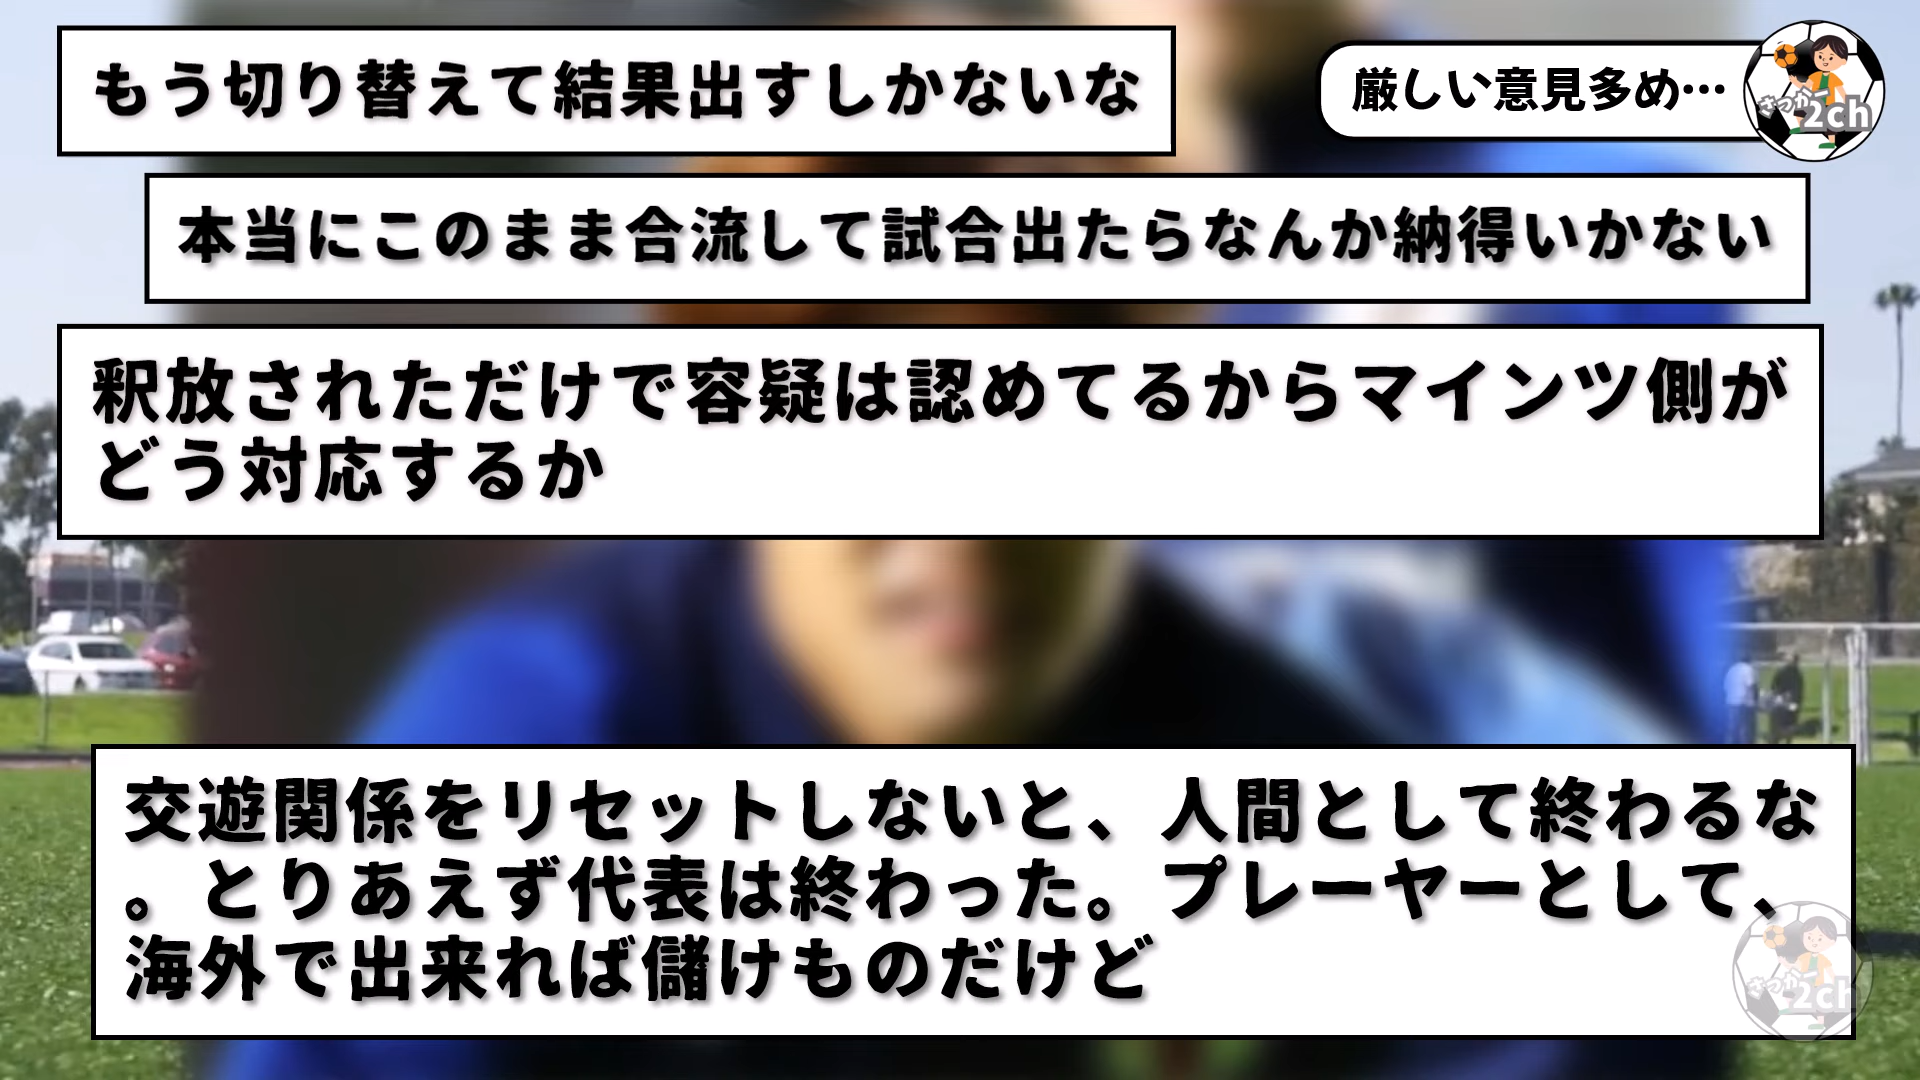 もう切り替えて結果出すしかないな
厳しい意見多め…
さっかー
2ch
本当にこのまま合流して試合出たらなんか納得いかない
釈放されただけで容疑は認めてるからマインツ側が
どう対応するか
交遊関係をリセットしないと、人間として終わるな
。とりあえず代表は終わった。プレーヤーとして、
海外で出来れば儲けものだけど
さっかー
2ch